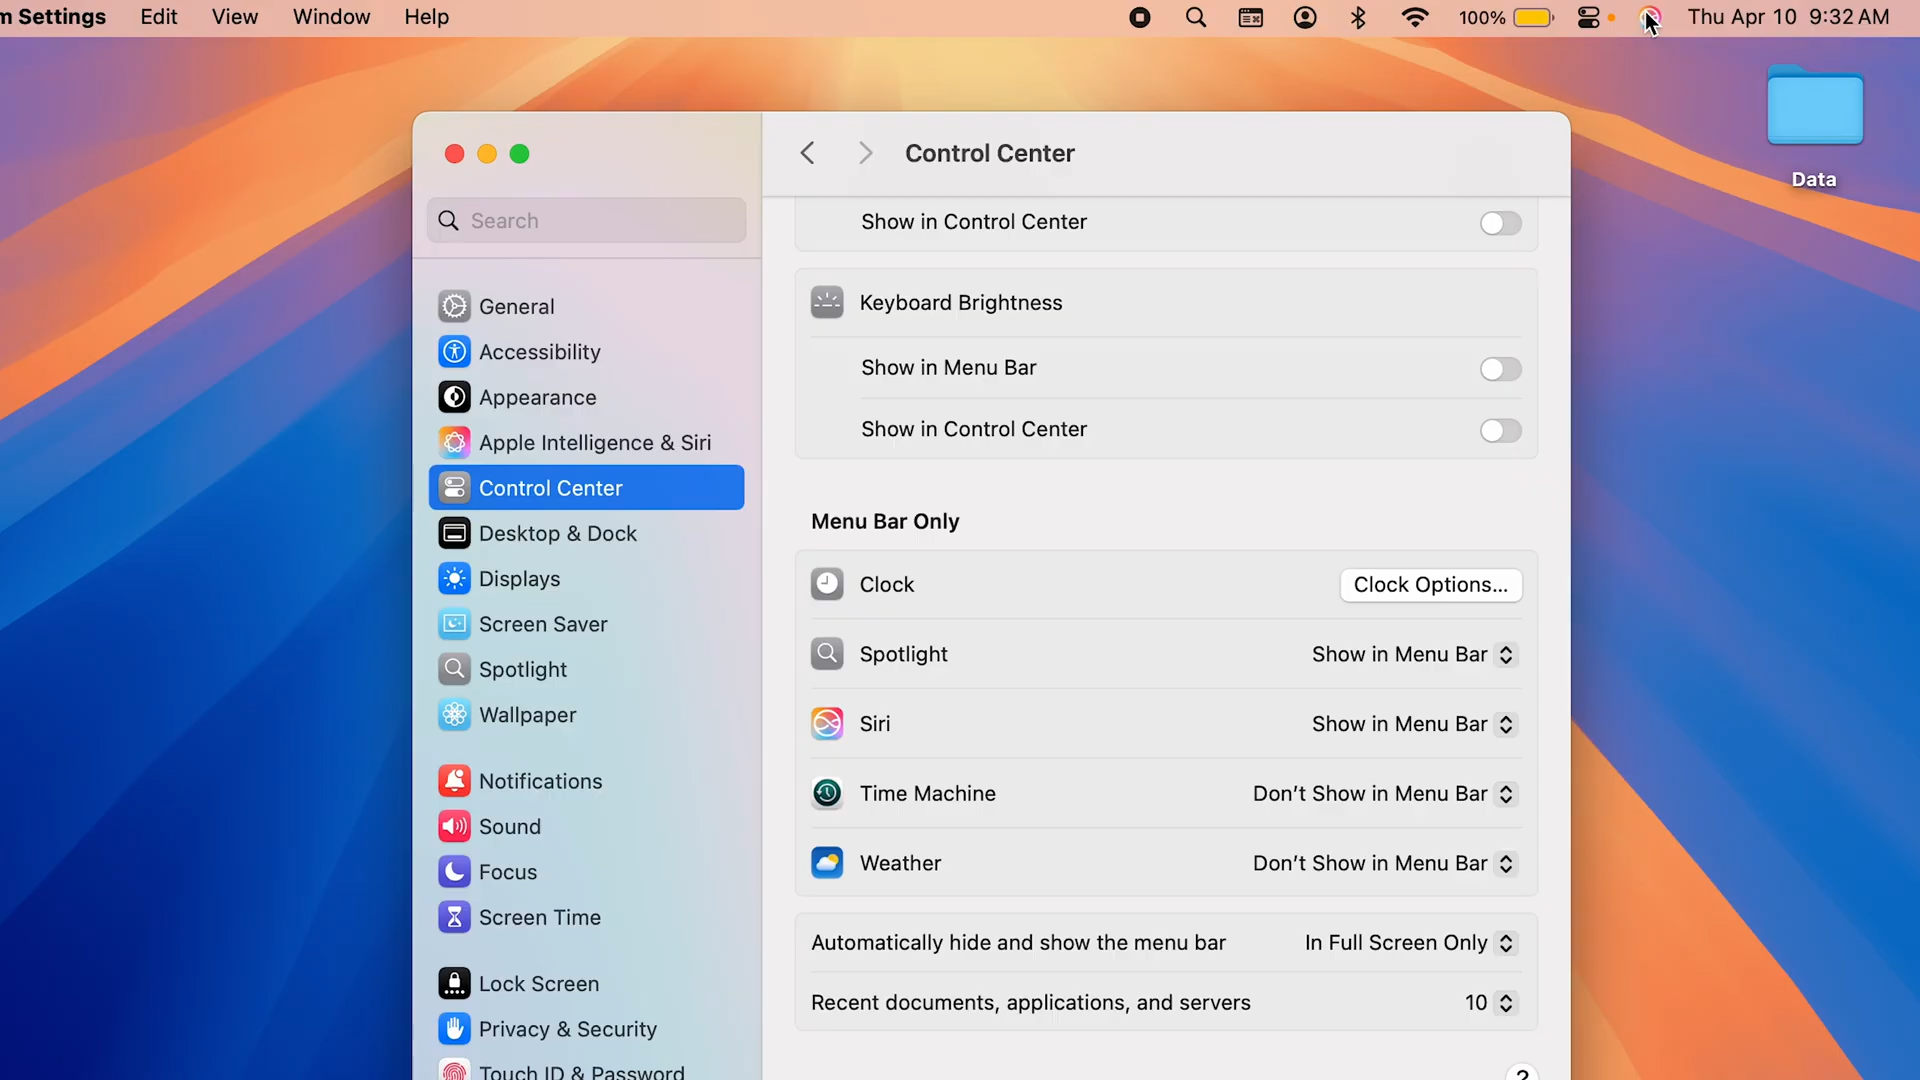 m Settings Edit View Window Help 100% Thu Apr 10 9:32 AM
Data
Control Center
Search
General
Accessibility
Appearance
Apple Intelligence & Siri
Control Center
Desktop & Dock
Displays
Screen Saver
Spotlight
Wallpaper
Notifications
Sound
Focus
Screen Time
Lock Screen
Privacy & Security
Touch ID & Password
Show in Control Center
Keyboard Brightness
Show in Menu Bar
Show in Control Center
Menu Bar Only
Clock Clock Options...
Spotlight Show in Menu Bar
Siri Show in Menu Bar
Time Machine Don't Show in Menu Bar
Weather Don't Show in Menu Bar
Automatically hide and show the menu bar In Full Screen Only
Recent documents, applications, and servers 10
?